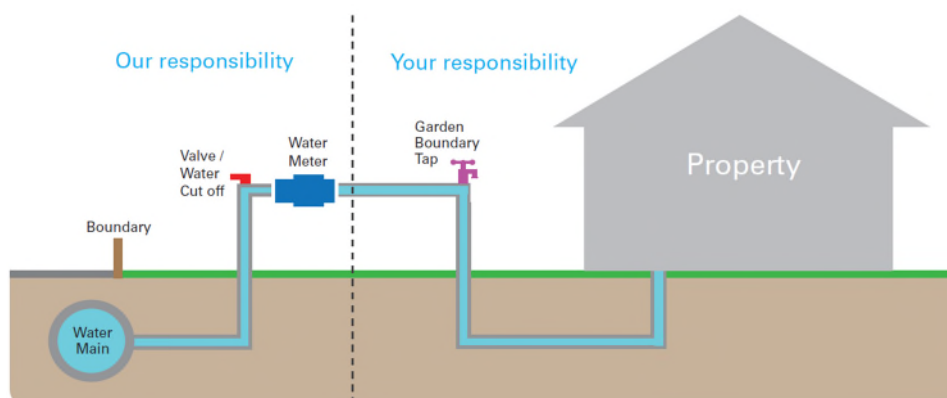 Our responsibility
Your responsibility
Garden
Boundary
Tap
Water
Meter
Valve /
Water
Cut off
Property
Boundary
Water
Main